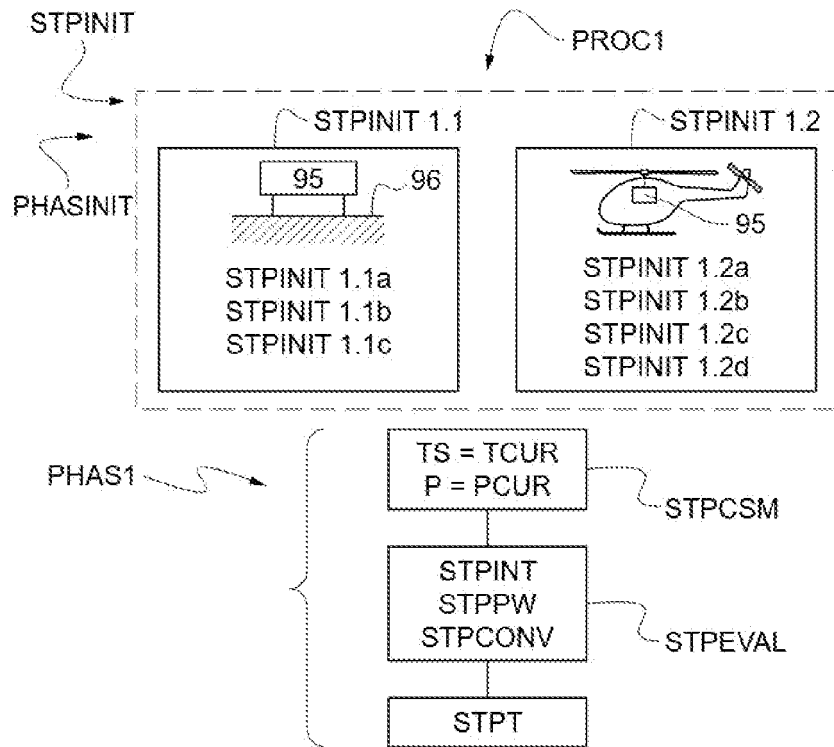 STPINIT
PROC1
STPINIT 1.1
STPINIT 1.2
PHASINIT
95
96
95
STPINIT 1.1a
STPINIT 1.1b
STPINIT 1.1c
STPINIT 1.2a
STPINIT 1.2b
STPINIT 1.2c
STPINIT 1.2d
PHAS1
TS = TCUR
P = PCUR
STPCSM
STPINT
STPPW
STPCONV
STPEVAL
STPT